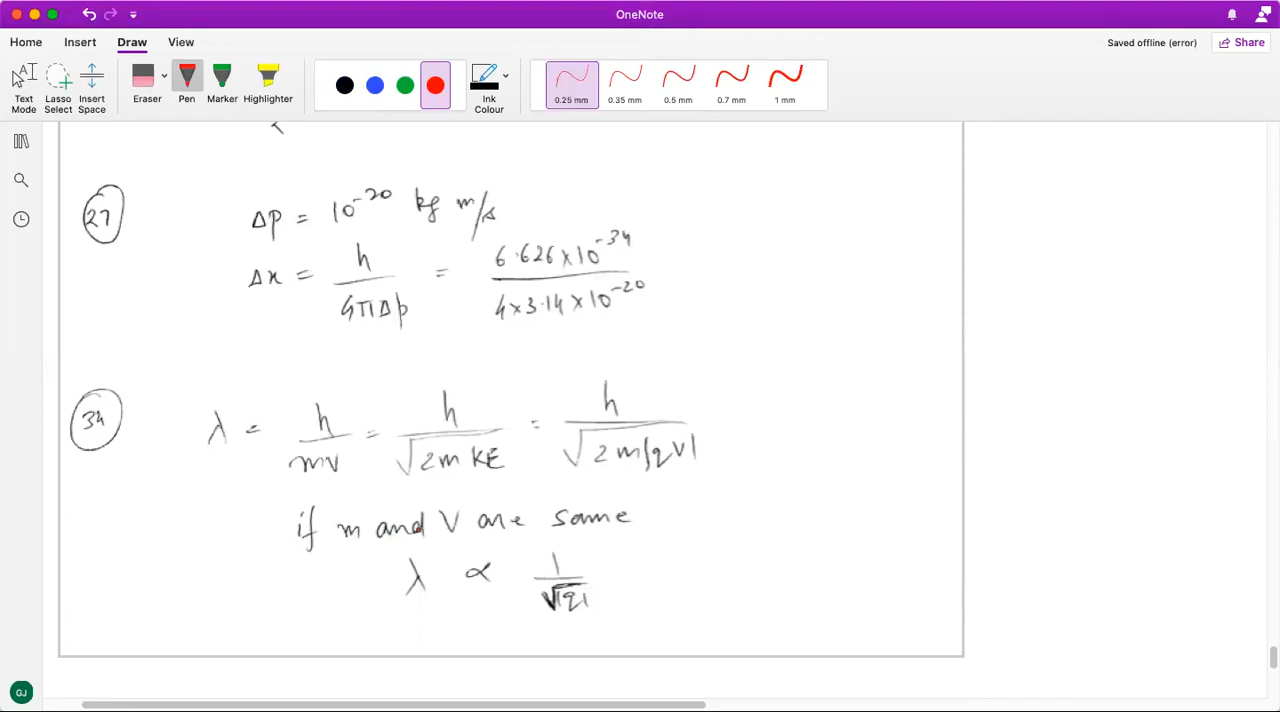 OneNote
Home Insert Draw View
Saved offline (error) Share
Text Mode
Lasso Select
Insert Space
Eraser
Pen
Marker
Highlighter
Ink Colour
0.25 mm
0.35 mm
0.5 mm
0.7 mm
1 mm
27
Δp = 10⁻²⁰ kg m/s
Δx = h/4πΔp = 6.626×10⁻³⁴/4×3.14×10⁻²⁰
34
λ = h/mv = h/√2m KE = h/√2m|qV|
if m and V are same
λ ∝ 1/√|q|
GJ